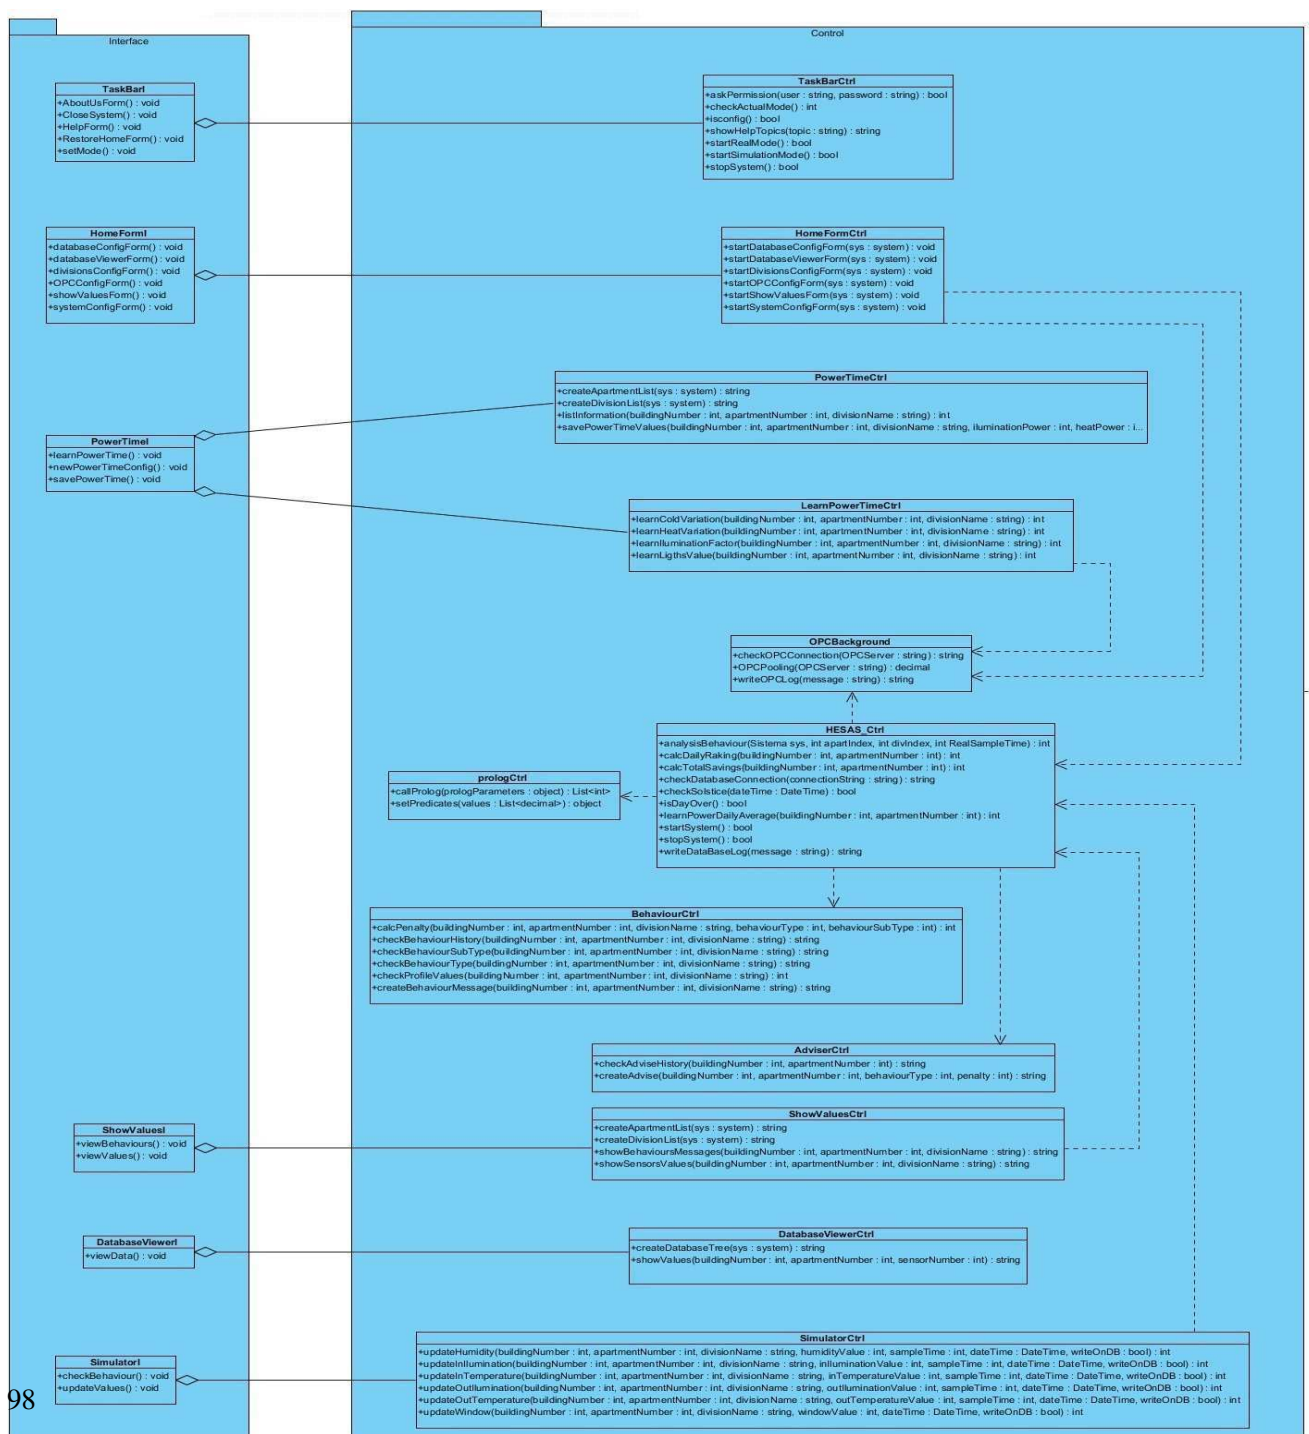 Interface
Control
TaskBarI
+AboutUsForm() : void
+CloseSystem() : void
+HelpForm() : void
+RestoreHomeForm() : void
+setMode() : void
TaskBarCtrl
+askPermission(user : string, password : string) : bool
+checkActualMode() : int
+isconfig() : bool
+showHelpTopics(topic : string) : string
+startRealMode() : bool
+startSimulationMode() : bool
+stopSystem() : bool
HomeFormI
+databaseConfigForm() : void
+databaseViewerForm() : void
+divisionsConfigForm() : void
+OPCConfigForm() : void
+showValuesForm() : void
+systemConfigForm() : void
HomeFormCtrl
+startDatabaseConfigForm(sys : system) : void
+startDatabaseViewerForm(sys : system) : void
+startDivisionsConfigForm(sys : system) : void
+startOPCConfigForm(sys : system) : void
+startShowValuesForm(sys : system) : void
+startSystemConfigForm(sys : system) : void
PowerTimeCtrl
+createApartmentList(sys : system) : string
+createDivisionList(sys : system) : string
+listInformation(buildingNumber : int, apartmentNumber : int, divisionName : string) : int
+savePowerTimeValues(buildingNumber : int, apartmentNumber : int, divisionName : string, iluminationPower : int, heatPower : i...
PowerTimeI
+learnPowerTime() : void
+newPowerTimeConfig() : void
+savePowerTime() : void
LearnPowerTimeCtrl
+learnColdVariation(buildingNumber : int, apartmentNumber : int, divisionName : string) : int
+learnHeatVariation(buildingNumber : int, apartmentNumber : int, divisionName : string) : int
+learnIluminationFactor(buildingNumber : int, apartmentNumber : int, divisionName : string) : int
+learnLigthsValue(buildingNumber : int, apartmentNumber : int, divisionName : string) : int
OPCBackground
+checkOPCConnection(OPCServer : string) : string
+OPCPooling(OPCServer : string) : decimal
+writeOPCLog(message : string) : string
HESAS_Ctrl
+analysisBehaviour(Sistema sys, int apartIndex, int divIndex, int RealSampleTime) : int
+calcDailyRaking(buildingNumber : int, apartmentNumber : int) : int
+calcTotalSavings(buildingNumber : int, apartmentNumber : int) : int
+checkDatabaseConnection(connectionString : string) : string
+checkSolstice(dateTime : DateTime) : bool
+isDayOver() : bool
+learnPowerDailyAverage(buildingNumber : int, apartmentNumber : int) : int
+startSystem() : bool
+stopSystem() : bool
+writeDataBaseLog(message : string) : string
prologCtrl
+callProlog(prologParameters : object) : List<int>
+setPredicates(values : List<decimal>) : object
BehaviourCtrl
+calcPenalty(buildingNumber : int, apartmentNumber : int, divisionName : string, behaviourType : int, behaviourSubType : int) : int
+checkBehaviourHistory(buildingNumber : int, apartmentNumber : int, divisionName : string) : string
+checkBehaviourSubType(buildingNumber : int, apartmentNumber : int, divisionName : string) : string
+checkBehaviourType(buildingNumber : int, apartmentNumber : int, divisionName : string) : string
+checkProfileValues(buildingNumber : int, apartmentNumber : int, divisionName : string) : int
+createBehaviourMessage(buildingNumber : int, apartmentNumber : int, divisionName : string) : string
AdviserCtrl
+checkAdviseHistory(buildingNumber : int, apartmentNumber : int) : string
+createAdvise(buildingNumber : int, apartmentNumber : int, behaviourType : int, penalty : int) : string
ShowValuesI
+viewBehaviours() : void
+viewValues() : void
ShowValuesCtrl
+createApartmentList(sys : system) : string
+createDivisionList(sys : system) : string
+showBehavioursMessages(buildingNumber : int, apartmentNumber : int, divisionName : string) : string
+showSensorsValues(buildingNumber : int, apartmentNumber : int, divisionName : string) : string
DatabaseViewerI
+viewData() : void
DatabaseViewerCtrl
+createDatabaseTree(sys : system) : string
+showValues(buildingNumber : int, apartmentNumber : int, sensorNumber : int) : string
SimulatorI
+checkBehaviour() : void
+updateValues() : void
SimulatorCtrl
+updateHumidity(buildingNumber : int, apartmentNumber : int, divisionName : string, humidityValue : int, sampleTime : int, dateTime : DateTime, writeOnDB : bool) : int
+updateInIlumination(buildingNumber : int, apartmentNumber : int, divisionName : string, inIluminationValue : int, sampleTime : int, dateTime : DateTime, writeOnDB : bool) : int
+updateInTemperature(buildingNumber : int, apartmentNumber : int, divisionName : string, inTemperatureValue : int, sampleTime : int, dateTime : DateTime, writeOnDB : bool) : int
+updateOutIlumination(buildingNumber : int, apartmentNumber : int, divisionName : string, outIluminationValue : int, sampleTime : int, dateTime : DateTime, writeOnDB : bool) : int
+updateOutTemperature(buildingNumber : int, apartmentNumber : int, divisionName : string, outTemperatureValue : int, sampleTime : int, dateTime : DateTime, writeOnDB : bool) : int
+updateWindow(buildingNumber : int, apartmentNumber : int, divisionName : string, windowValue : int, dateTime : DateTime, writeOnDB : bool) : int
98